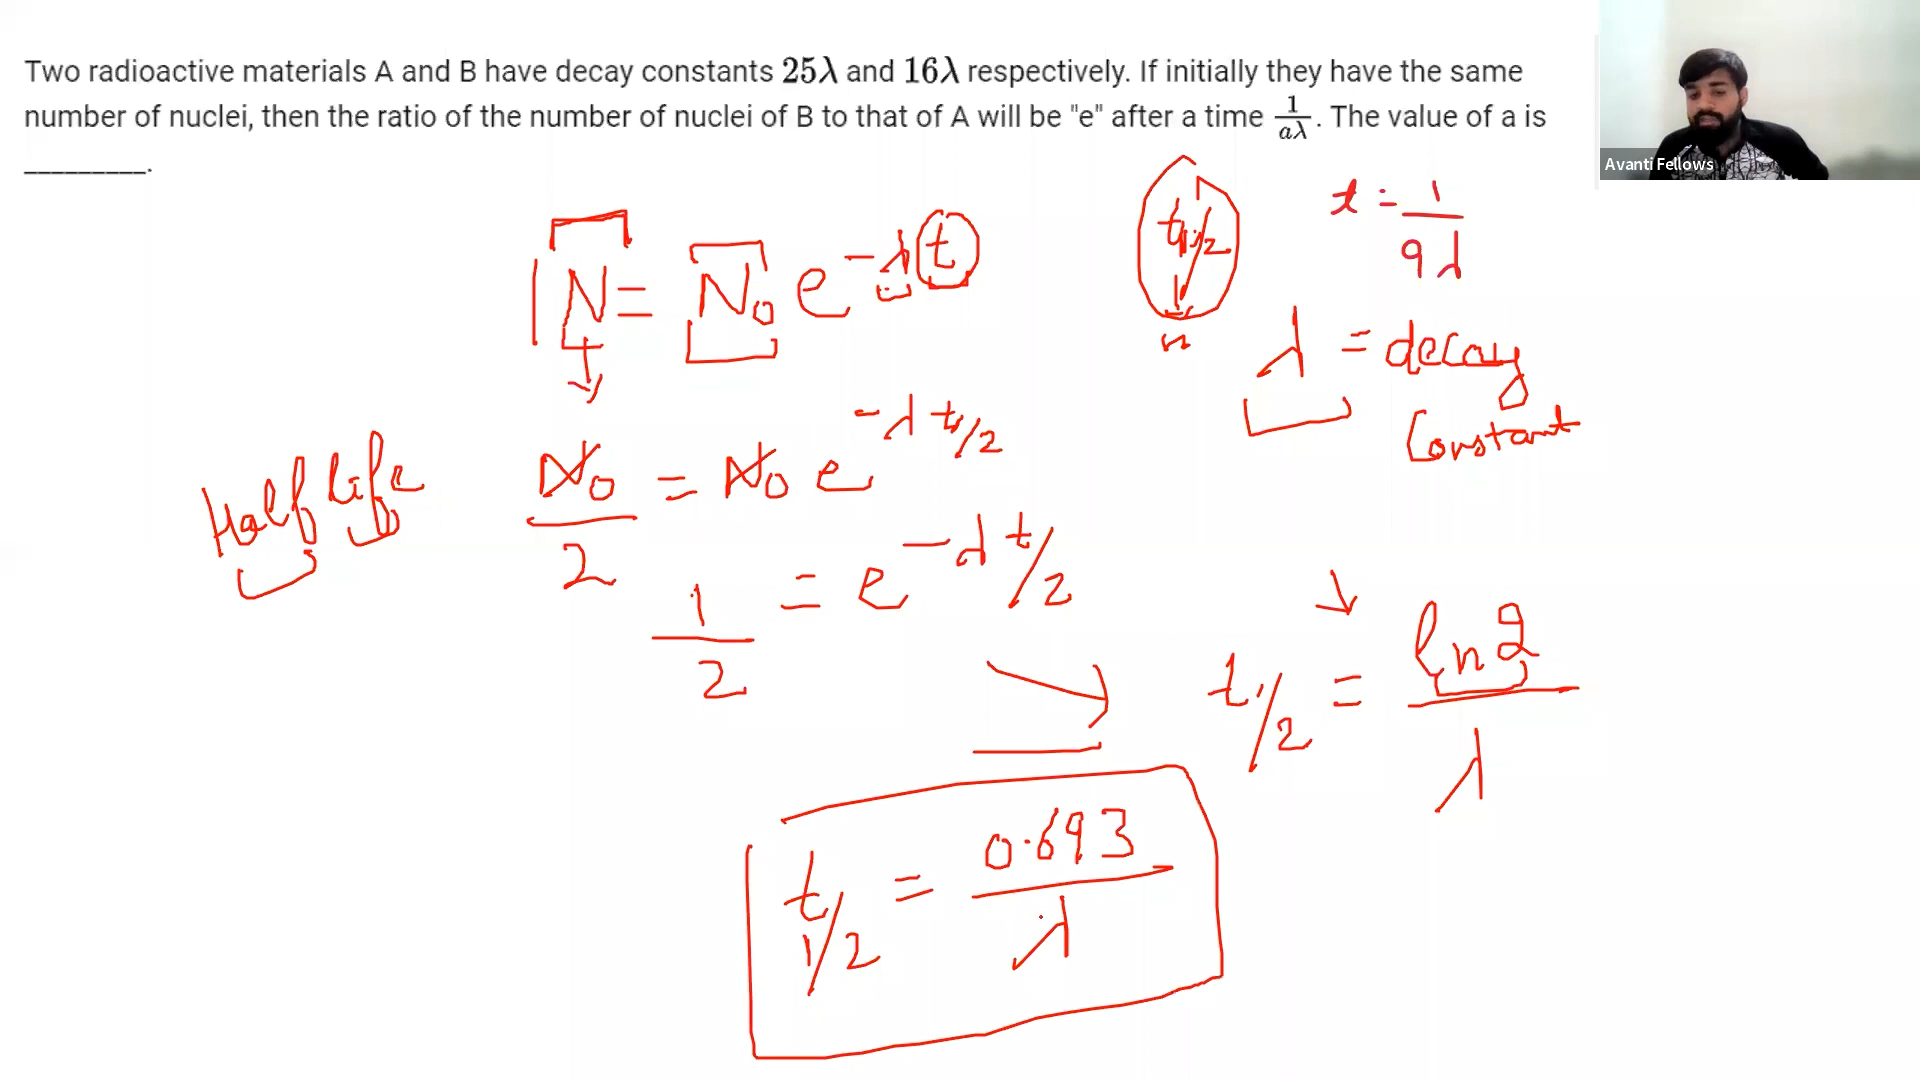 Two radioactive materials A and B have decay constants 25λ and 16λ respectively. If initially they have the same
number of nuclei, then the ratio of the number of nuclei of B to that of A will be "e" after a time 1/aλ. The value of a is
_________.
Avanti Fellows
t = 1/aλ
N = N₀ e^-λt
t1/2
n
λ = decay
Constant
Half life
N₀/2 = N₀ e^-λ t1/2
1/2 = e^-λ t/2
t1/2 = ln2/λ
t1/2 = 0.693/λ